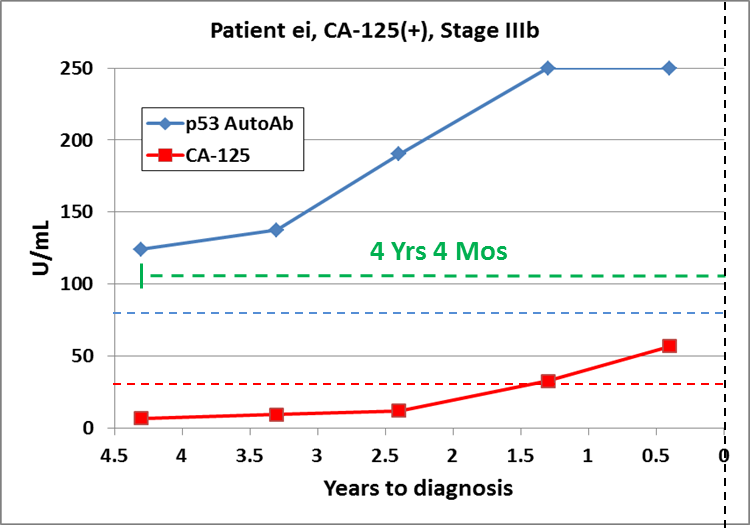 Patient ei, CA-125(+), Stage IIIb
250
200
150
100
50
0
U/mL
p53 AutoAb
CA-125
4 Yrs 4 Mos
4.5 4 3.5 3 2.5 2 1.5 1 0.5 0
Years to diagnosis